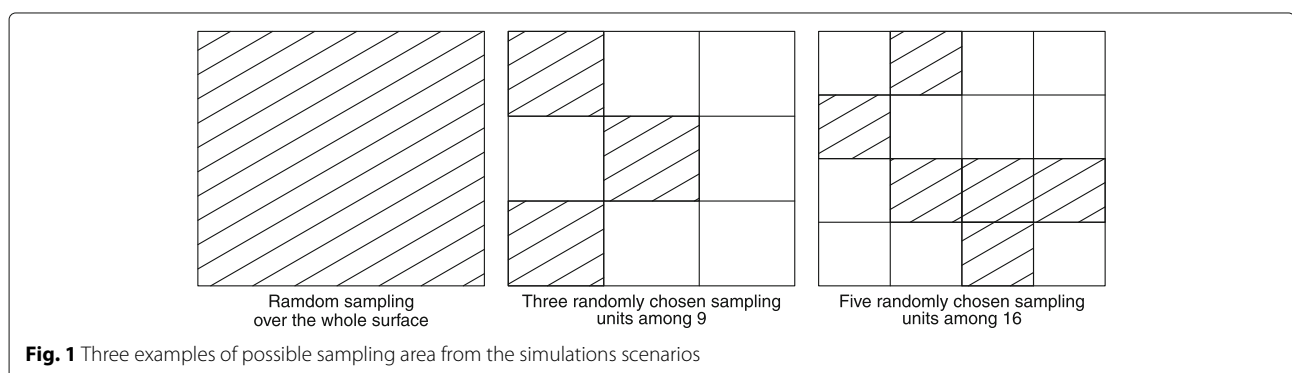 Ramdom sampling
over the whole surface
Three randomly chosen sampling
units among 9
Five randomly chosen sampling
units among 16
Fig. 1 Three examples of possible sampling area from the simulations scenarios